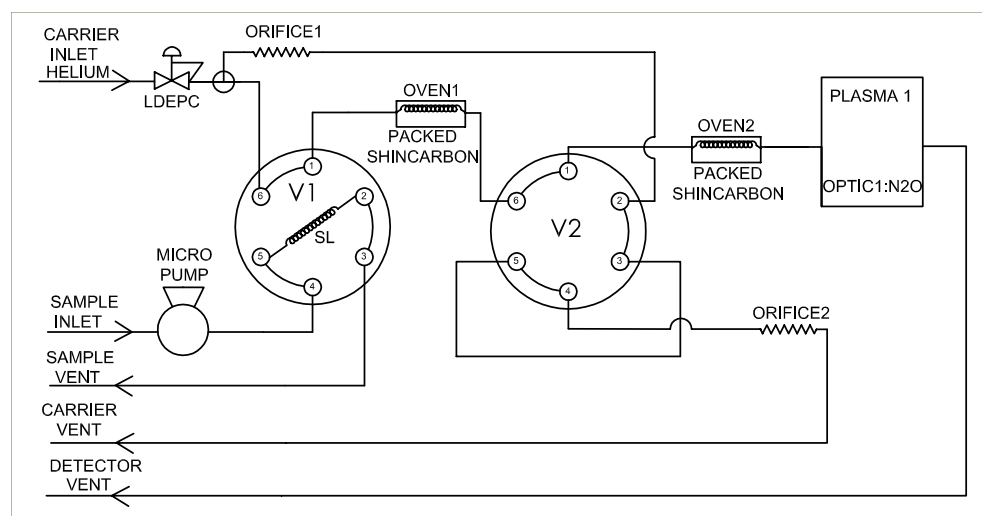 CARRIER
INLET
HELIUM
LDEPC
ORIFICE1
OVEN1
PACKED
SHINCARBON
OVEN2
PACKED
SHINCARBON
PLASMA 1
OPTIC1:N2O
V1
1
2
3
4
5
6
SL
V2
1
2
3
4
5
6
MICRO
PUMP
SAMPLE
INLET
SAMPLE
VENT
ORIFICE2
CARRIER
VENT
DETECTOR
VENT